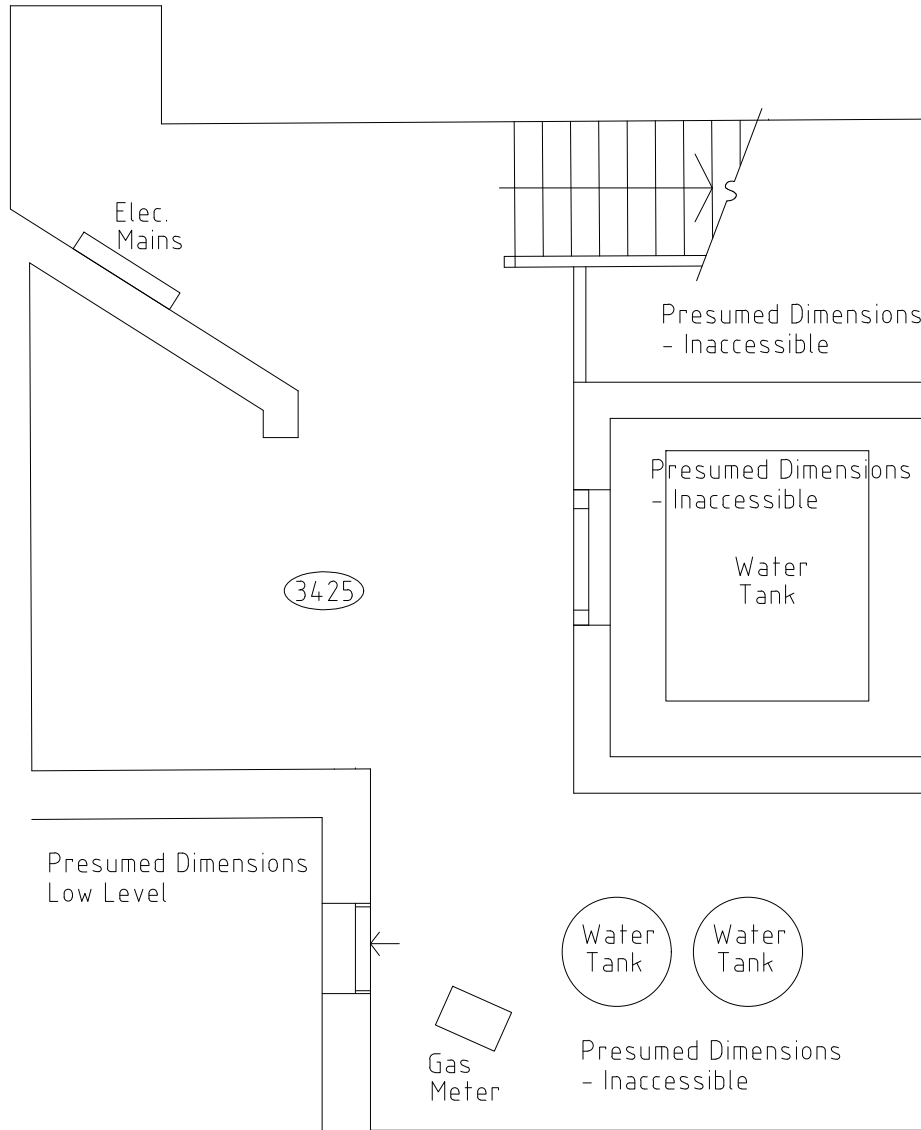 Elec.
Mains
Presumed Dimensions
- Inaccessible
Presumed Dimensions
- Inaccessible
Water
Tank
3425
Presumed Dimensions
Low Level
Water
Tank
Water
Tank
Gas
Meter
Presumed Dimensions
- Inaccessible